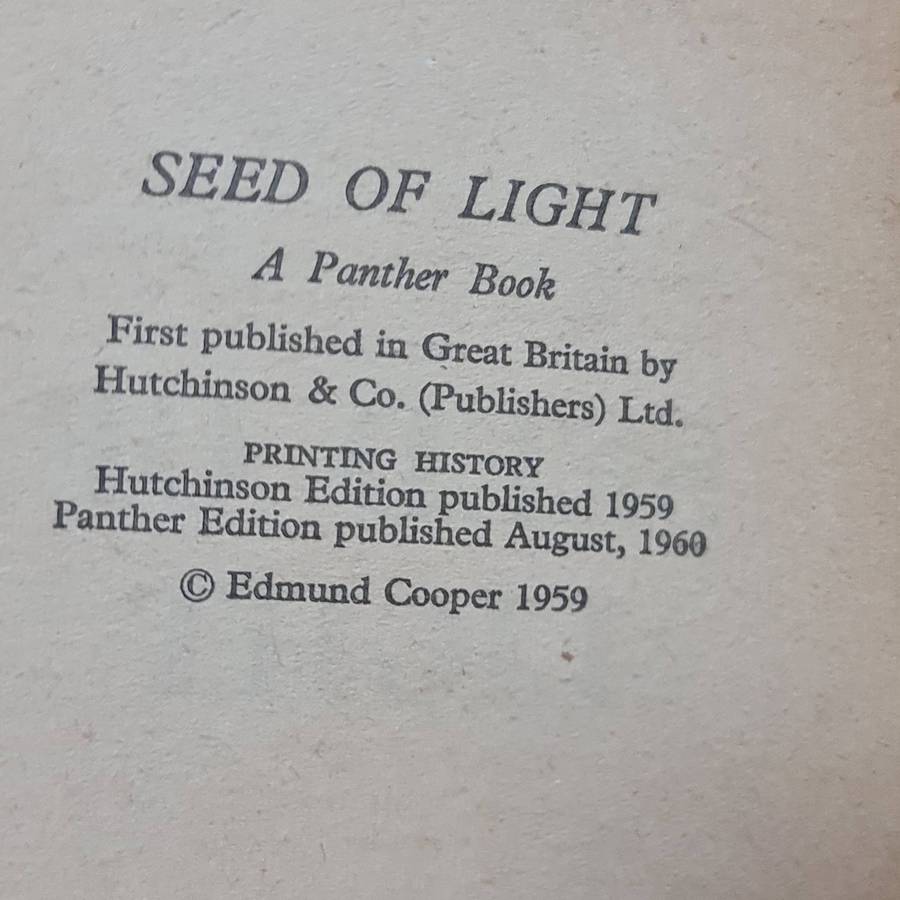 SEED OF LIGHT
A Panther Book
First published in Great Britain by
Hutchinson & Co. (Publishers) Ltd.
PRINTING HISTORY
Hutchinson Edition published 1959
Panther Edition published August, 1960
© Edmund Cooper 1959